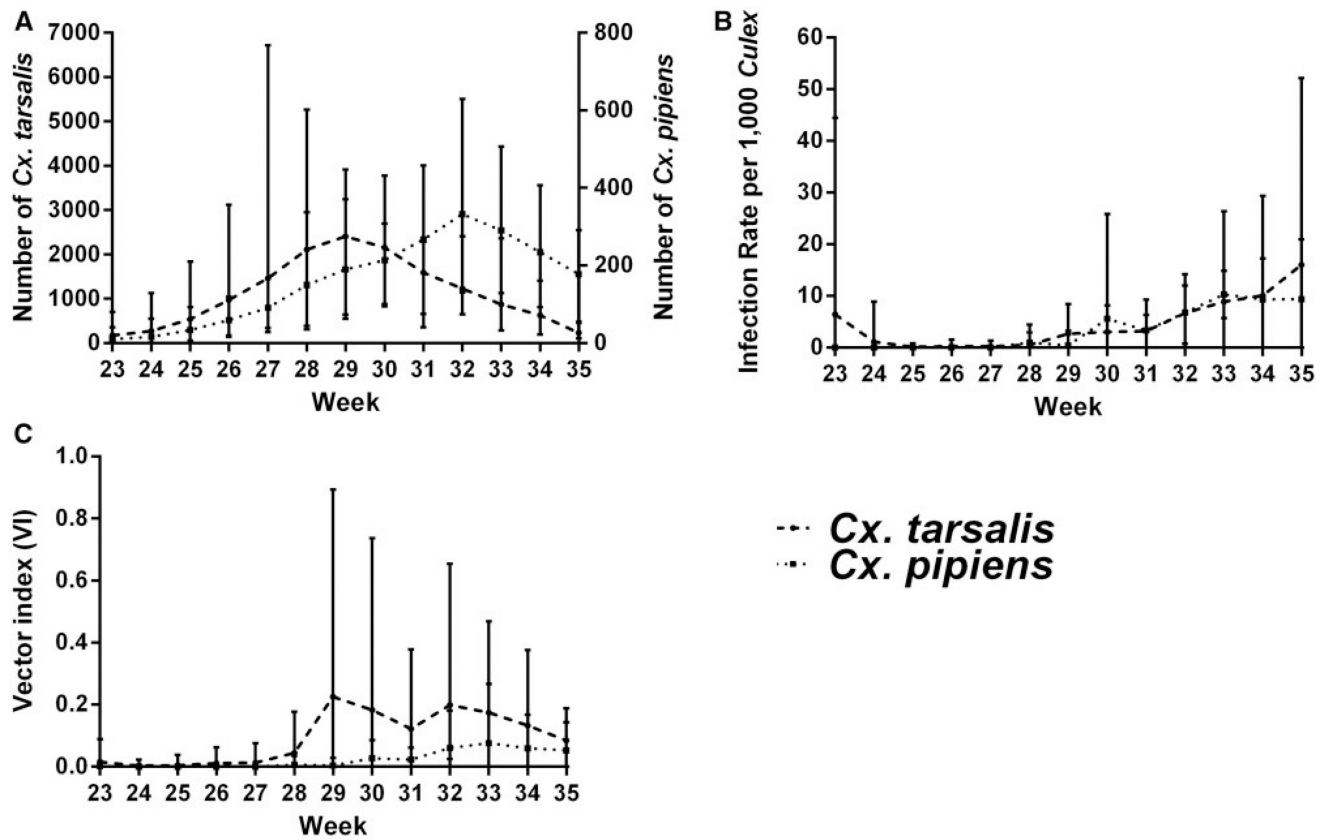 A
Number of Cx. tarsalis
7000
6000
5000
4000
3000
2000
1000
0
800
600
400
200
0
Number of Cx. pipiens
23 24 25 26 27 28 29 30 31 32 33 34 35
Week
B
Infection Rate per 1,000 Culex
60
50
40
30
20
10
0
23 24 25 26 27 28 29 30 31 32 33 34 35
Week
C
Vector index (VI)
1.0
0.8
0.6
0.4
0.2
0.0
23 24 25 26 27 28 29 30 31 32 33 34 35
Week
Cx. tarsalis
Cx. pipiens